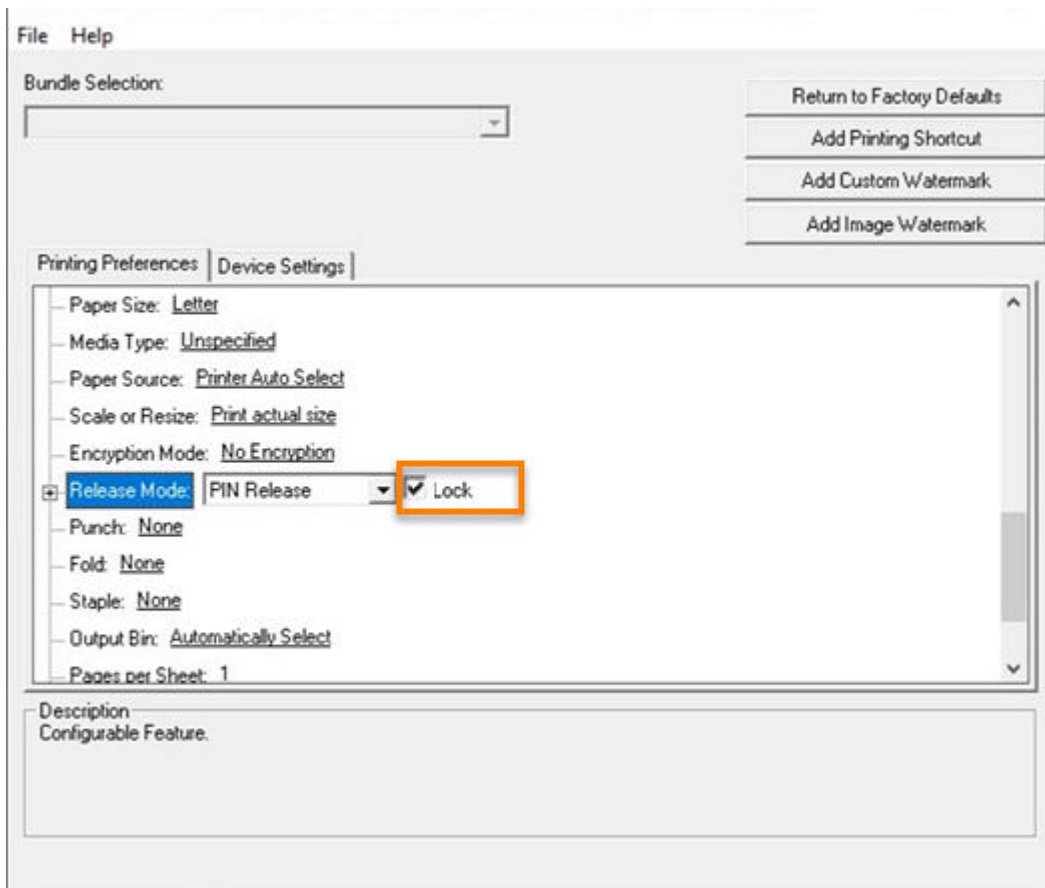 File Help
Bundle Selection:
Return to Factory Defaults
Add Printing Shortcut
Add Custom Watermark
Add Image Watermark
Printing Preferences Device Settings
Paper Size: Letter
Media Type: Unspecified
Paper Source: Printer Auto Select
Scale or Resize: Print actual size
Encryption Mode: No Encryption
Release Mode: PIN Release Lock
Punch: None
Fold: None
Staple: None
Output Bin: Automatically Select
Pages per Sheet: 1
Description
Configurable Feature.